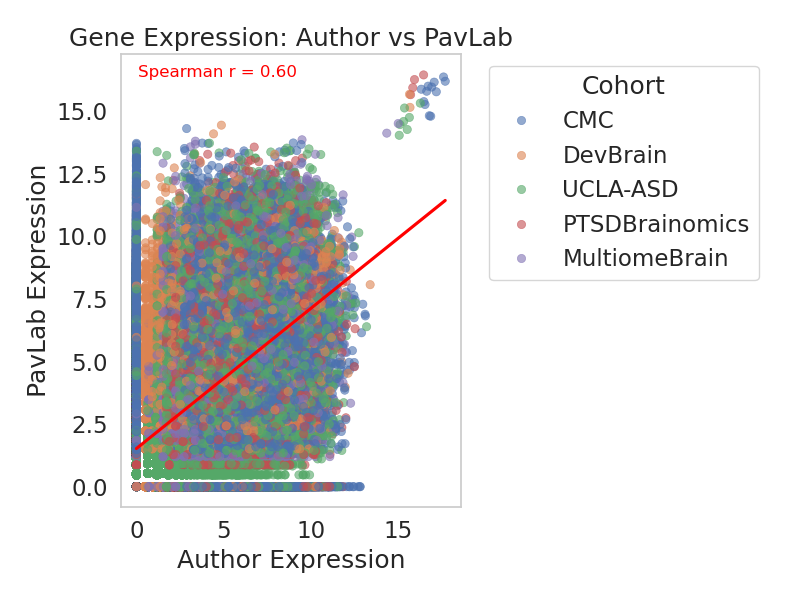 Gene Expression: Author vs PavLab
Spearman r = 0.60
PavLab Expression
15.0
12.5
10.0
7.5
5.0
2.5
0.0
0
5
10
15
Author Expression
Cohort
CMC
DevBrain
UCLA-ASD
PTSDBrainomics
MultiomeBrain